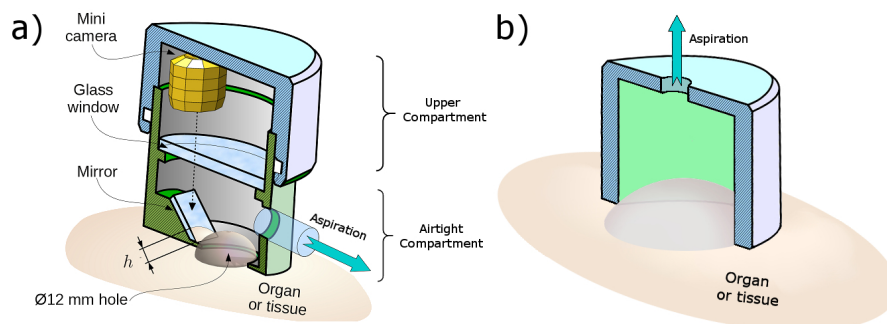 a)
Mini
camera
Glass
window
Mirror
h
Ø12 mm hole
Aspiration
Organ
or tissue
Upper
Compartment
Airtight
Compartment
b)
Aspiration
Organ
or tissue